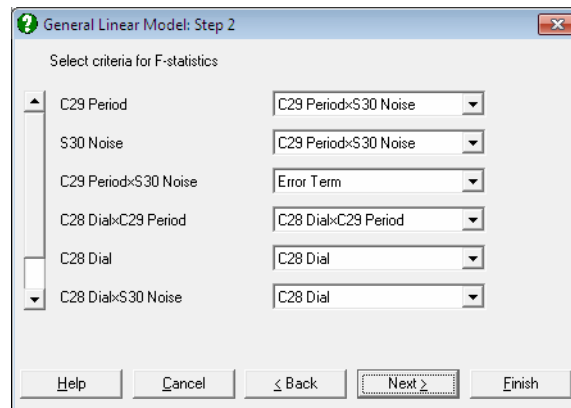 General Linear Model: Step 2
Select criteria for F-statistics
C29 Period C29 Period×S30 Noise
S30 Noise C29 Period×S30 Noise
C29 Period×S30 Noise Error Term
C28 Dial×C29 Period C28 Dial×C29 Period
C28 Dial C28 Dial
C28 Dial×S30 Noise C28 Dial
Help Cancel < Back Next > Finish